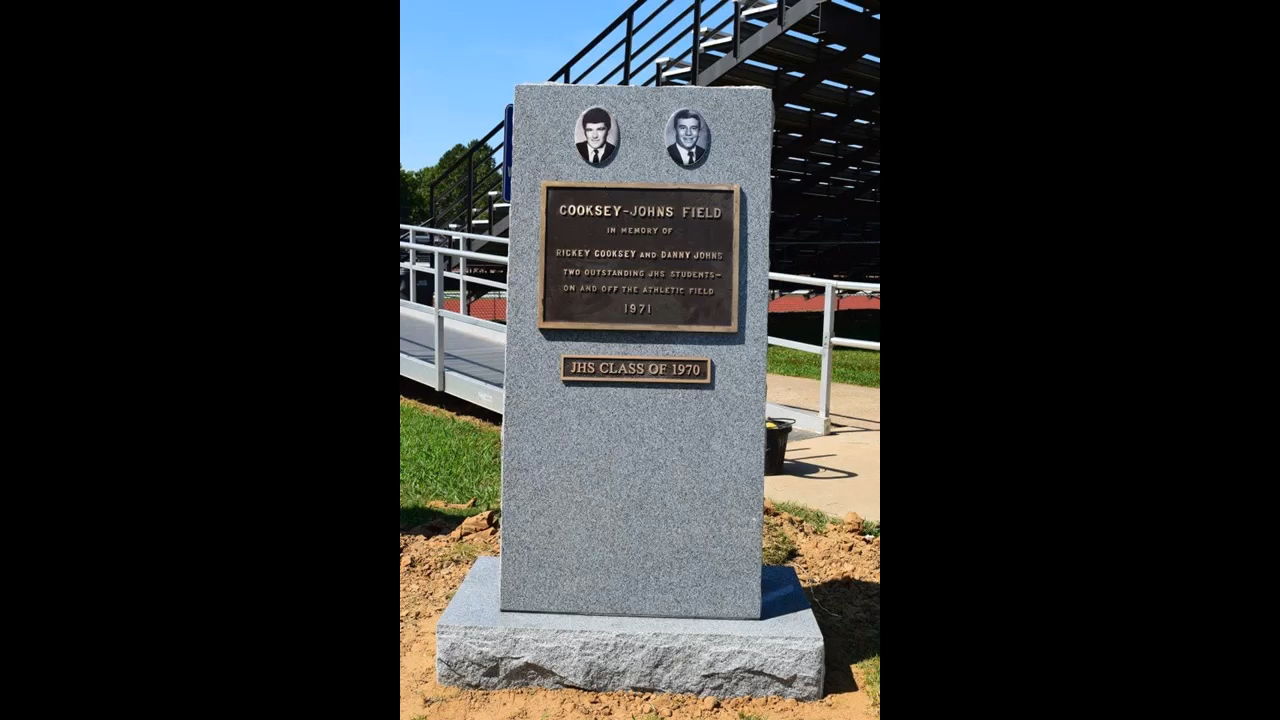 COOKSEY-JOHNS FIELD
IN MEMORY OF
RICKEY COOKSEY AND DANNY JOHNS
TWO OUTSTANDING JHS STUDENTS-
ON AND OFF THE ATHLETIC FIELD
1971
JHS CLASS OF 1970